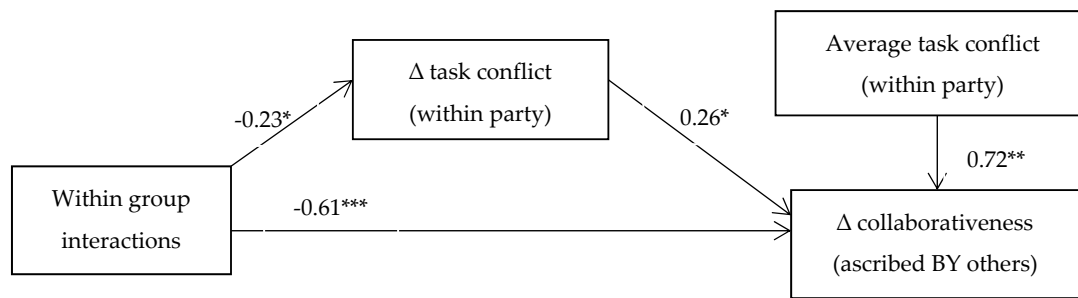 Average task conflict
(within party)
Δ task conflict
(within party)
-0.23*
0.26*
0.72**
Within group
interactions
-0.61***
Δ collaborativeness
(ascribed BY others)